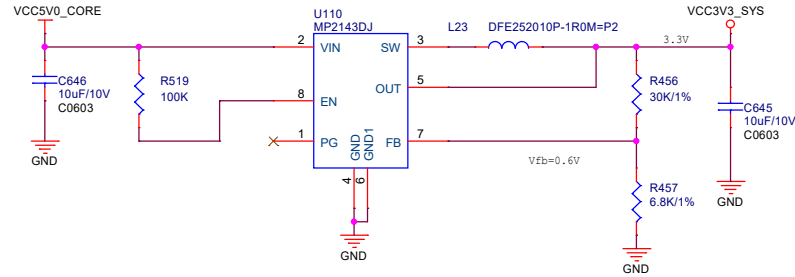 VCC5V0_CORE
C646
10uF/10V
C0603
GND
R519
100K
U110
MP2143DJ
2
VIN
8
EN
1
PG
SW
3
OUT
5
FB
7
GND
GND1
4
6
GND
L23
DFE252010P-1R0M=P2
3.3V
VCC3V3_SYS
R456
30K/1%
Vfb=0.6V
R457
6.8K/1%
GND
C645
10uF/10V
C0603
GND